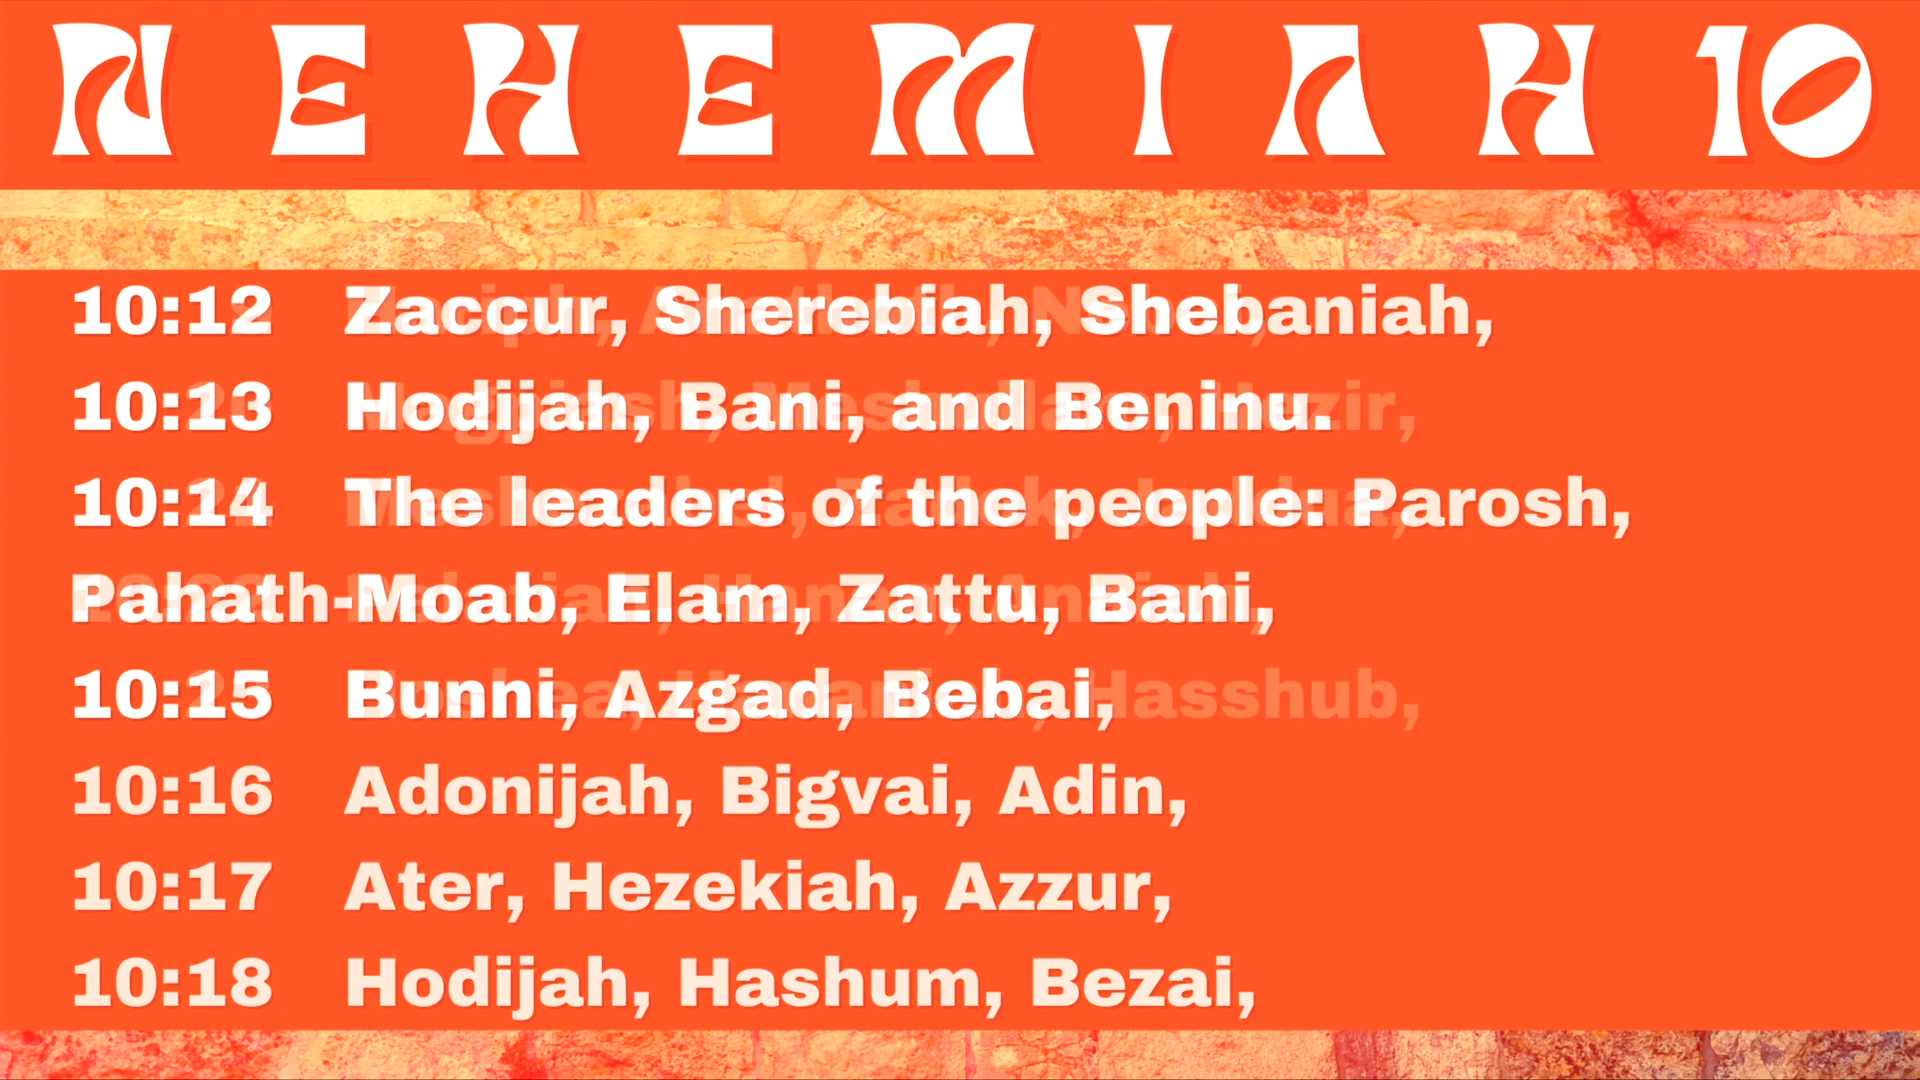 NEHEMIAH 10
10:12 Zaccur, Sherebiah, Shebaniah,
10:13 Hodijah, Bani, and Beninu.
10:14 The leaders of the people: Parosh,
Pahath-Moab, Elam, Zattu, Bani,
10:15 Bunni, Azgad, Bebai,
10:16 Adonijah, Bigvai, Adin,
10:17 Ater, Hezekiah, Azzur,
10:18 Hodijah, Hashum, Bezai,